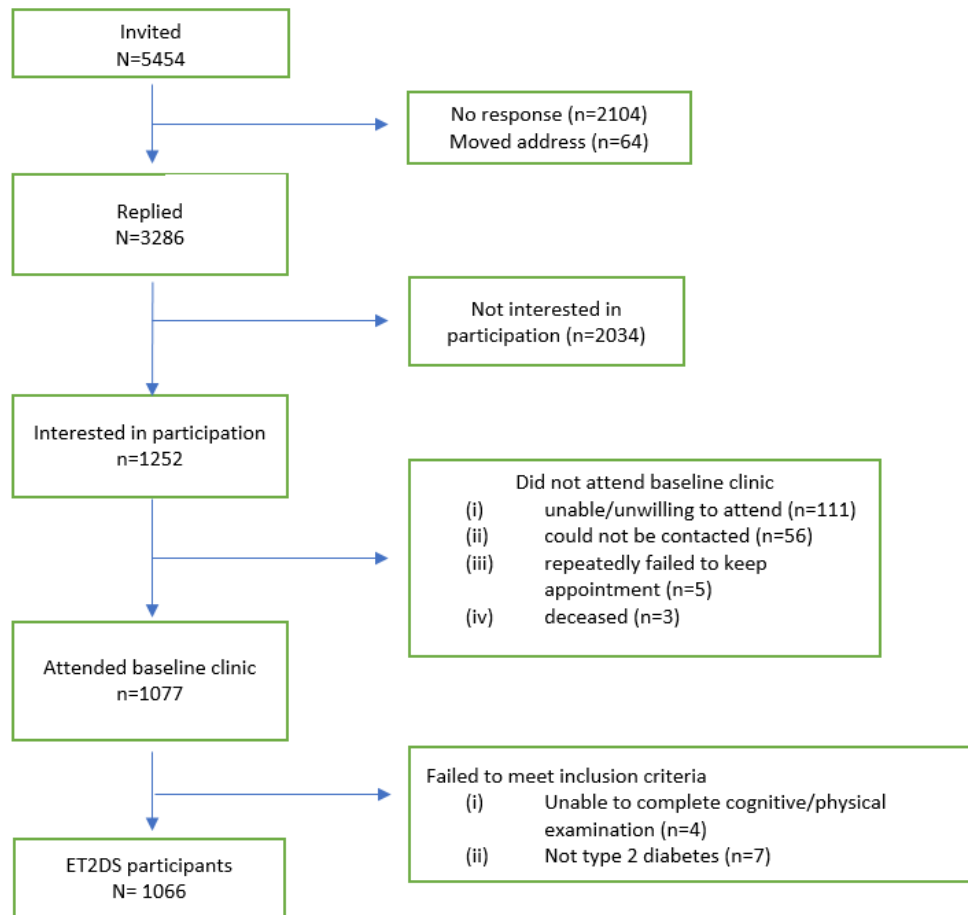 Invited
N=5454
No response (n=2104)
Moved address (n=64)
Replied
N=3286
Not interested in
participation (n=2034)
Interested in participation
n=1252
Did not attend baseline clinic
(i) unable/unwilling to attend (n=111)
(ii) could not be contacted (n=56)
(iii) repeatedly failed to keep
appointment (n=5)
(iv) deceased (n=3)
Attended baseline clinic
n=1077
Failed to meet inclusion criteria
(i) Unable to complete cognitive/physical
examination (n=4)
(ii) Not type 2 diabetes (n=7)
ET2DS participants
N= 1066